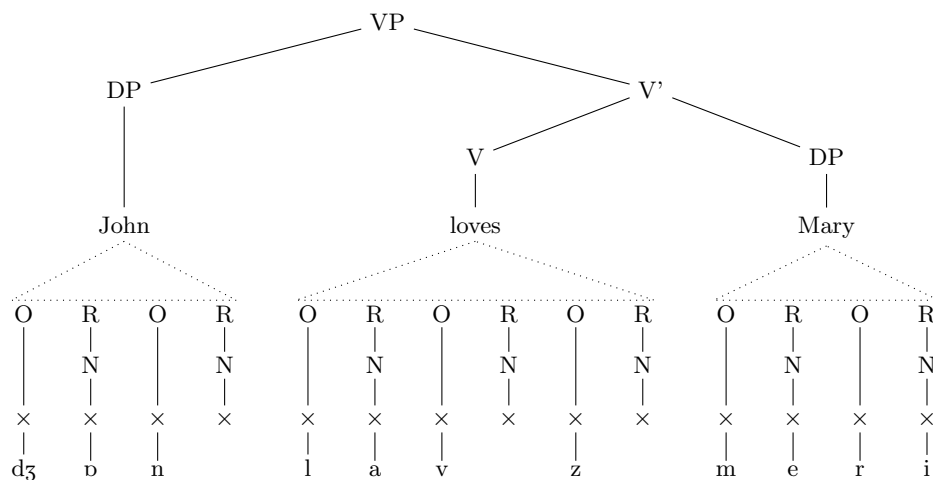 VP
DP V'
V DP
John loves Mary
O R O R O R O R O R O R O R
N N N N N N N
× × × × × × × × × × × × × ×
dʒ ɒ n l a v z m e r i